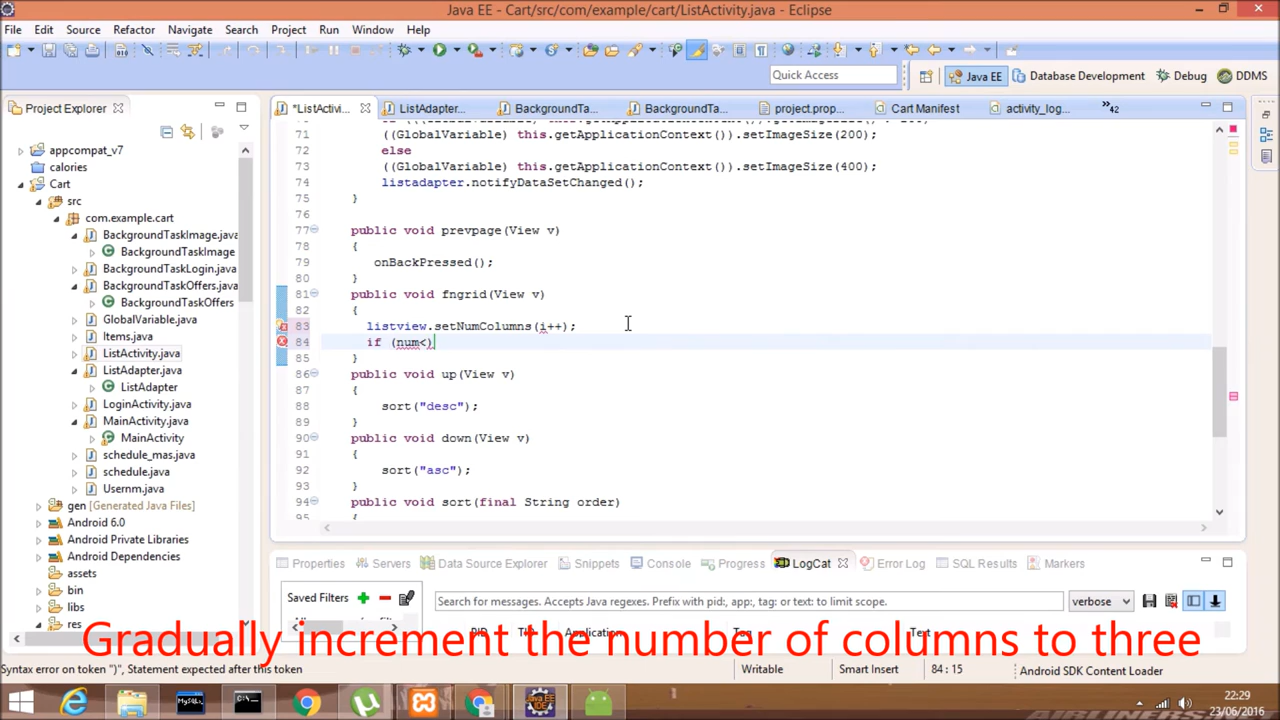 Java EE - Cart/src/com/example/cart/ListActivity.java - Eclipse
File Edit Source Refactor Navigate Search Project Run Window Help
Quick Access
Java EE Database Development Debug DDMS
Project Explorer
*ListActivi... ListAdapter... BackgroundTa... BackgroundTa... project.prop... Cart Manifest activity_log... »42
appcompat_v7
calories
Cart
src
com.example.cart
BackgroundTaskImage.java
BackgroundTaskImage
BackgroundTaskLogin.java
BackgroundTaskOffers.java
BackgroundTaskOffers
GlobalVariable.java
Items.java
ListActivity.java
ListAdapter.java
ListAdapter
LoginActivity.java
MainActivity.java
MainActivity
schedule_mas.java
schedule.java
Usernm.java
gen [Generated Java Files]
Android 6.0
Android Private Libraries
Android Dependencies
assets
bin
libs
res
71 ((GlobalVariable) this.getApplicationContext()).setImageSize(200);
72 else
73 ((GlobalVariable) this.getApplicationContext()).setImageSize(400);
74 listadapter.notifyDataSetChanged();
75 }
76
77 public void prevpage(View v)
78 {
79 onBackPressed();
80 }
81 public void fngrid(View v)
82 {
83 listview.setNumColumns(i++);
84 if (num<)
85 }
86 public void up(View v)
87 {
88 sort("desc");
89 }
90 public void down(View v)
91 {
92 sort("asc");
93 }
94 public void sort(final String order)
95 {
Properties Servers Data Source Explorer Snippets Console Progress LogCat Error Log SQL Results Markers
Saved Filters
Search for messages. Accepts Java regexes. Prefix with pid:, app:, tag: or text: to limit scope.
verbose
PID TID Application Tag Text
Gradually increment the number of columns to three
Syntax error on token ")", Statement expected after this token
Writable Smart Insert 84 : 15 Android SDK Content Loader
22:29
23/06/2016